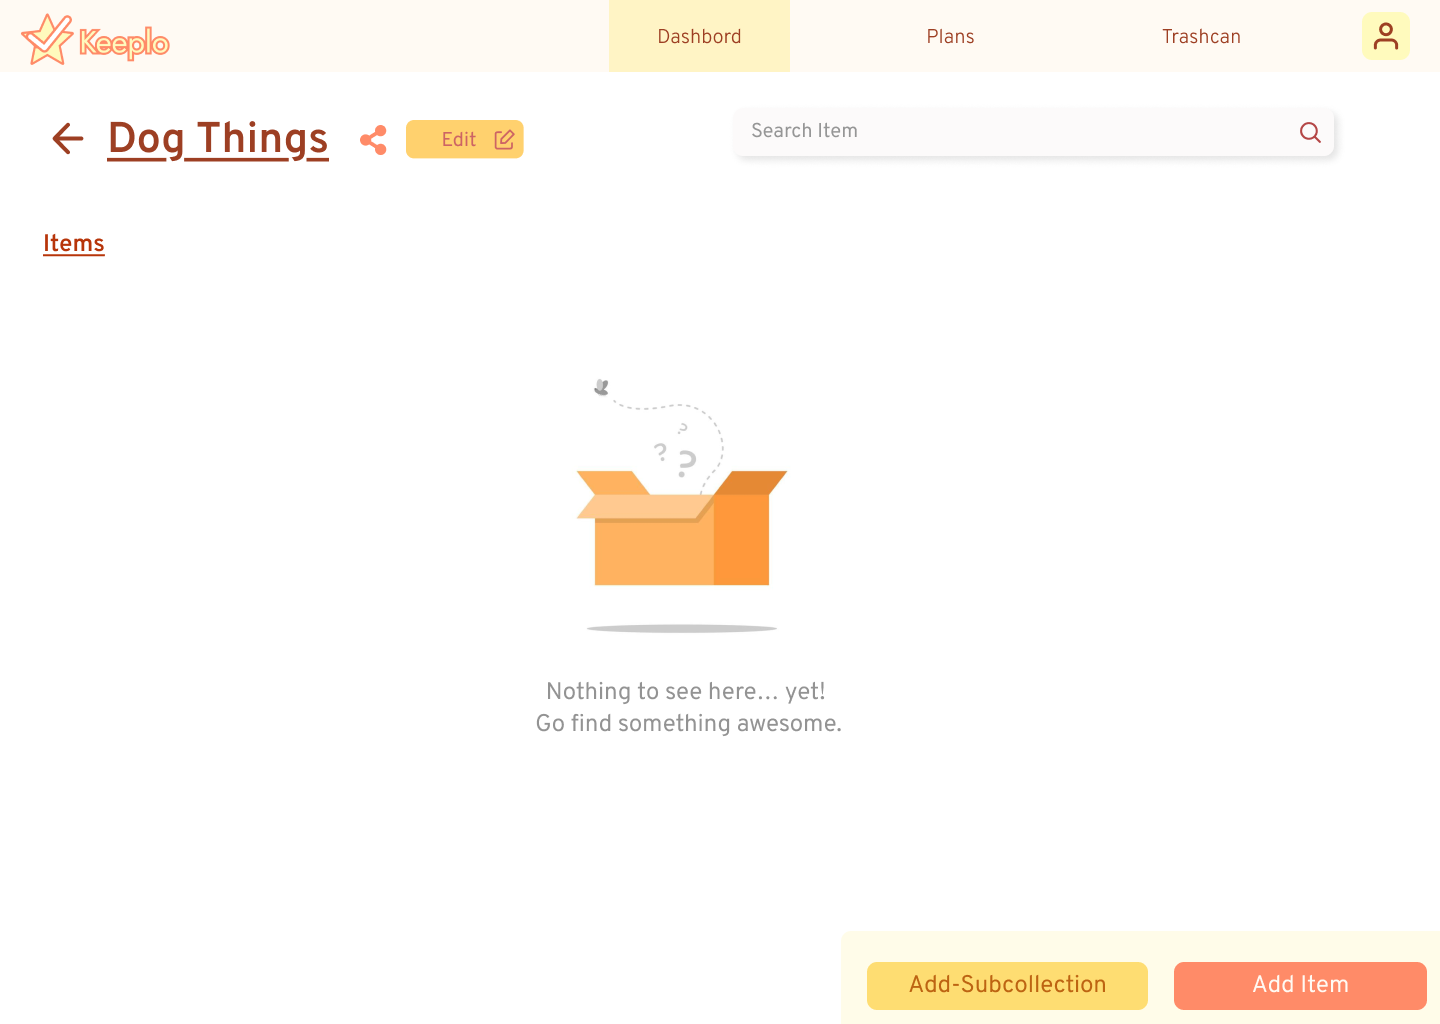 Keeplo
Dashbord
Plans
Trashcan
Dog Things
Edit
Search Item
Items
? ? ?
Nothing to see here... yet!
Go find something awesome.
Add-Subcollection
Add Item